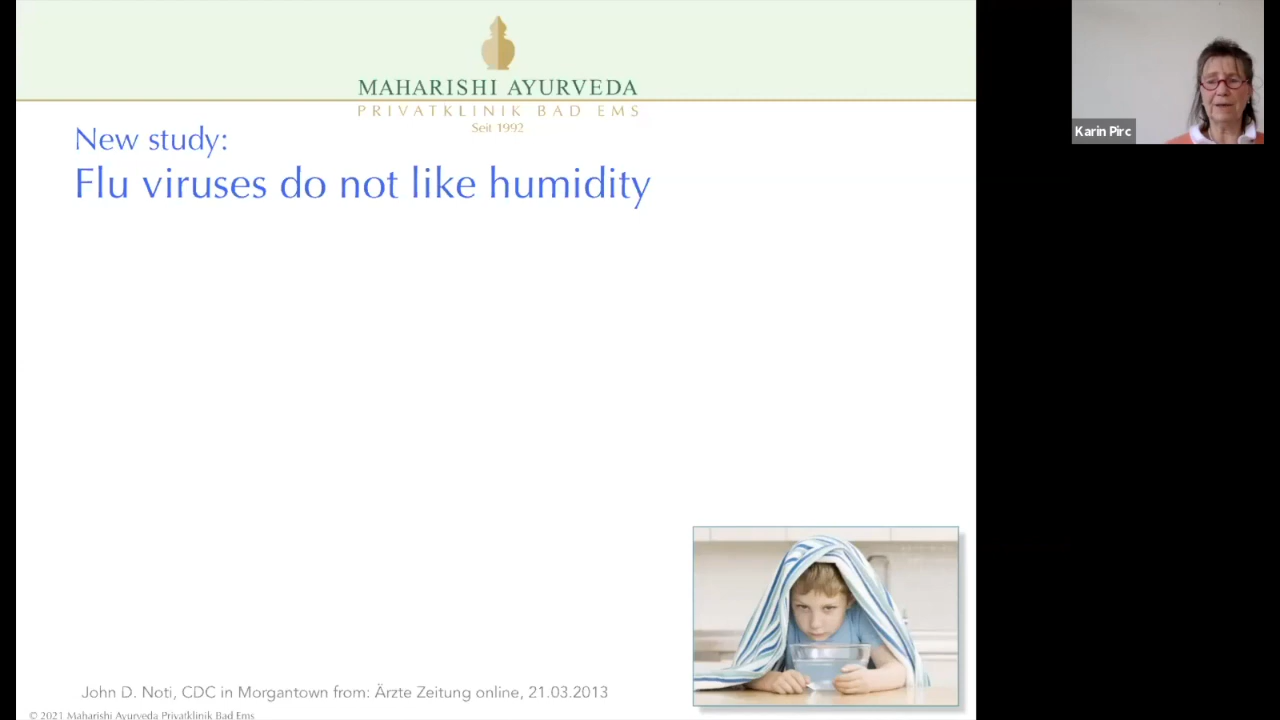 MAHARISHI AYURVEDA
PRIVATKLINIK BAD EMS
Seit 1992
New study:
Flu viruses do not like humidity
John D. Noti, CDC in Morgantown from: Ärzte Zeitung online, 21.03.2013
© 2021 Maharishi Ayurveda Privatklinik Bad Ems
Karin Pirc